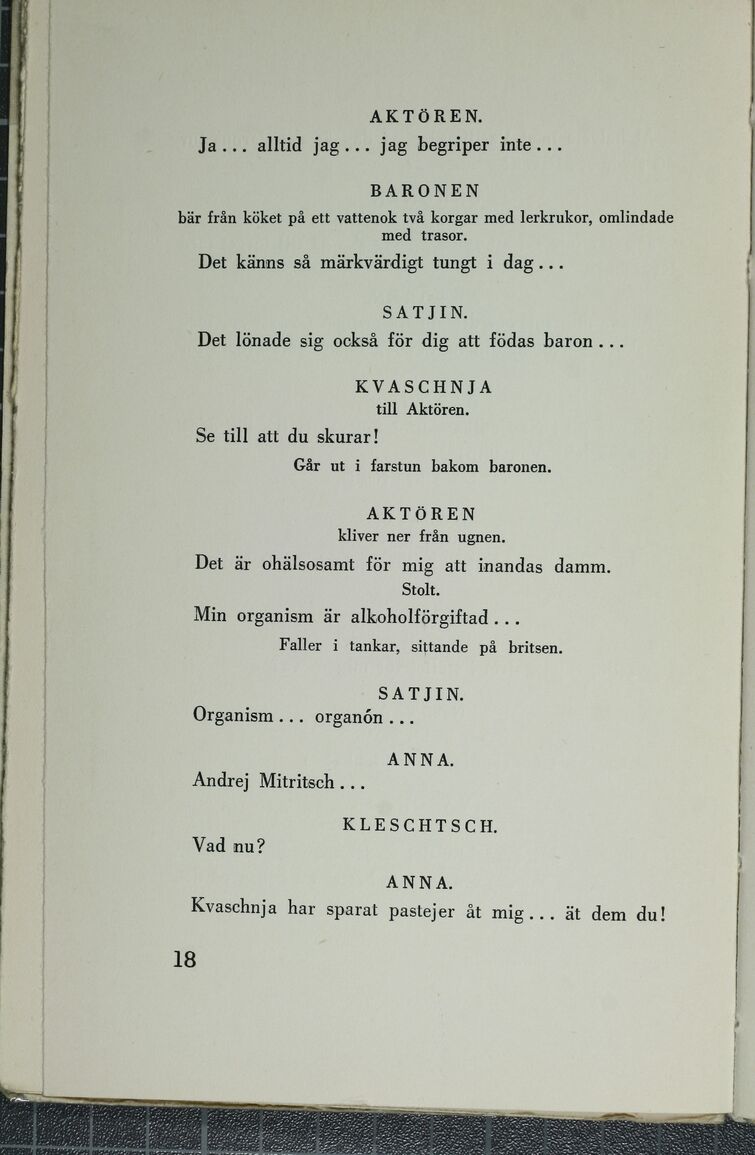 AKTÖREN.
Ja... alltid jag... jag begriper inte...
BARONEN
bär från köket på ett vattenok två korgar med lerkrukor, omlindade
med trasor.
Det känns så märkvärdigt tungt i dag...
SATJIN.
Det lönade sig också för dig att födas baron...
KVASCHNJA
till Aktören.
Se till att du skurar!
Går ut i farstun bakom baronen.
AKTÖREN
kliver ner från ugnen.
Det är ohälsosamt för mig att inandas damm.
Stolt.
Min organism är alkoholförgiftad...
Faller i tankar, sittande på britsen.
SATJIN.
Organism... organón...
ANNA.
Andrej Mitritsch...
KLESCHTSCH.
Vad nu?
ANNA.
Kvaschnja har sparat pastejer åt mig... ät dem du!
18